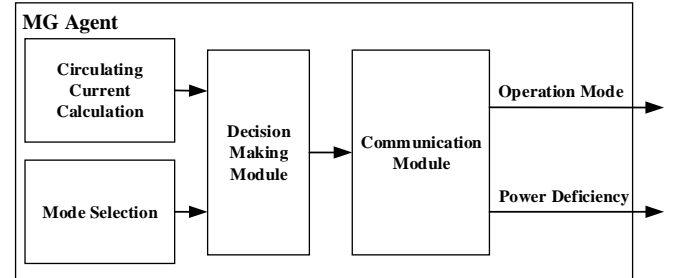 MG Agent
Circulating
Current
Calculation
Mode Selection
Decision
Making
Module
Communication
Module
Operation Mode
Power Deficiency